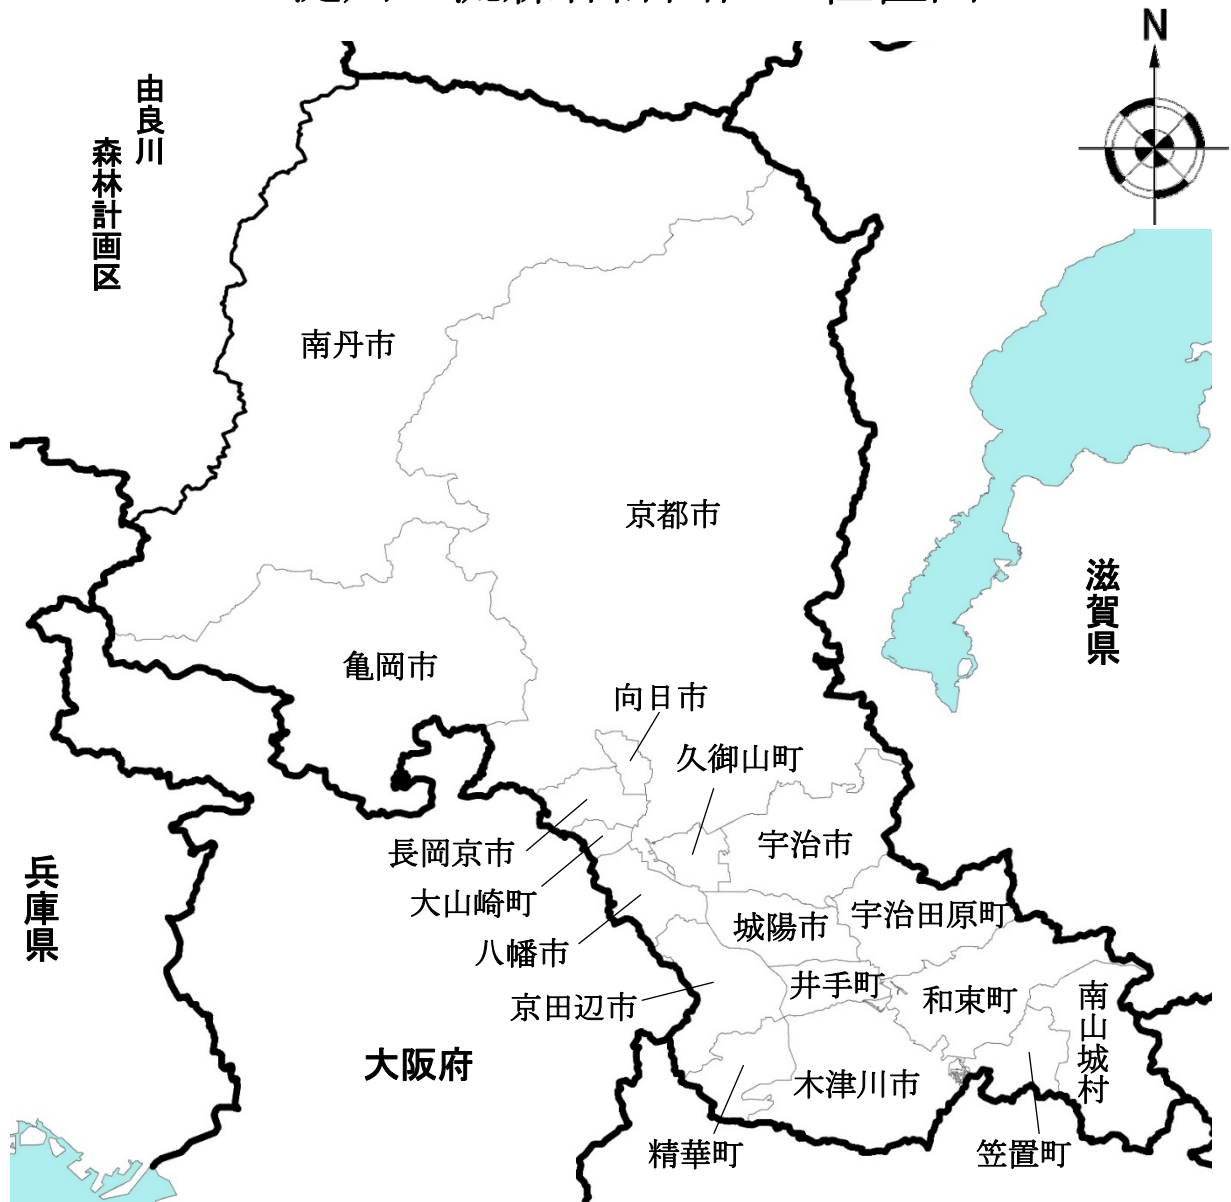 N
由良川
森林計画区
南丹市
京都市
滋賀県
亀岡市
向日市
久御山町
長岡京市
宇治市
大山崎町
兵庫県
八幡市
城陽市
宇治田原町
京田辺市
井手町
和束町
南山城村
大阪府
木津川市
精華町
笠置町